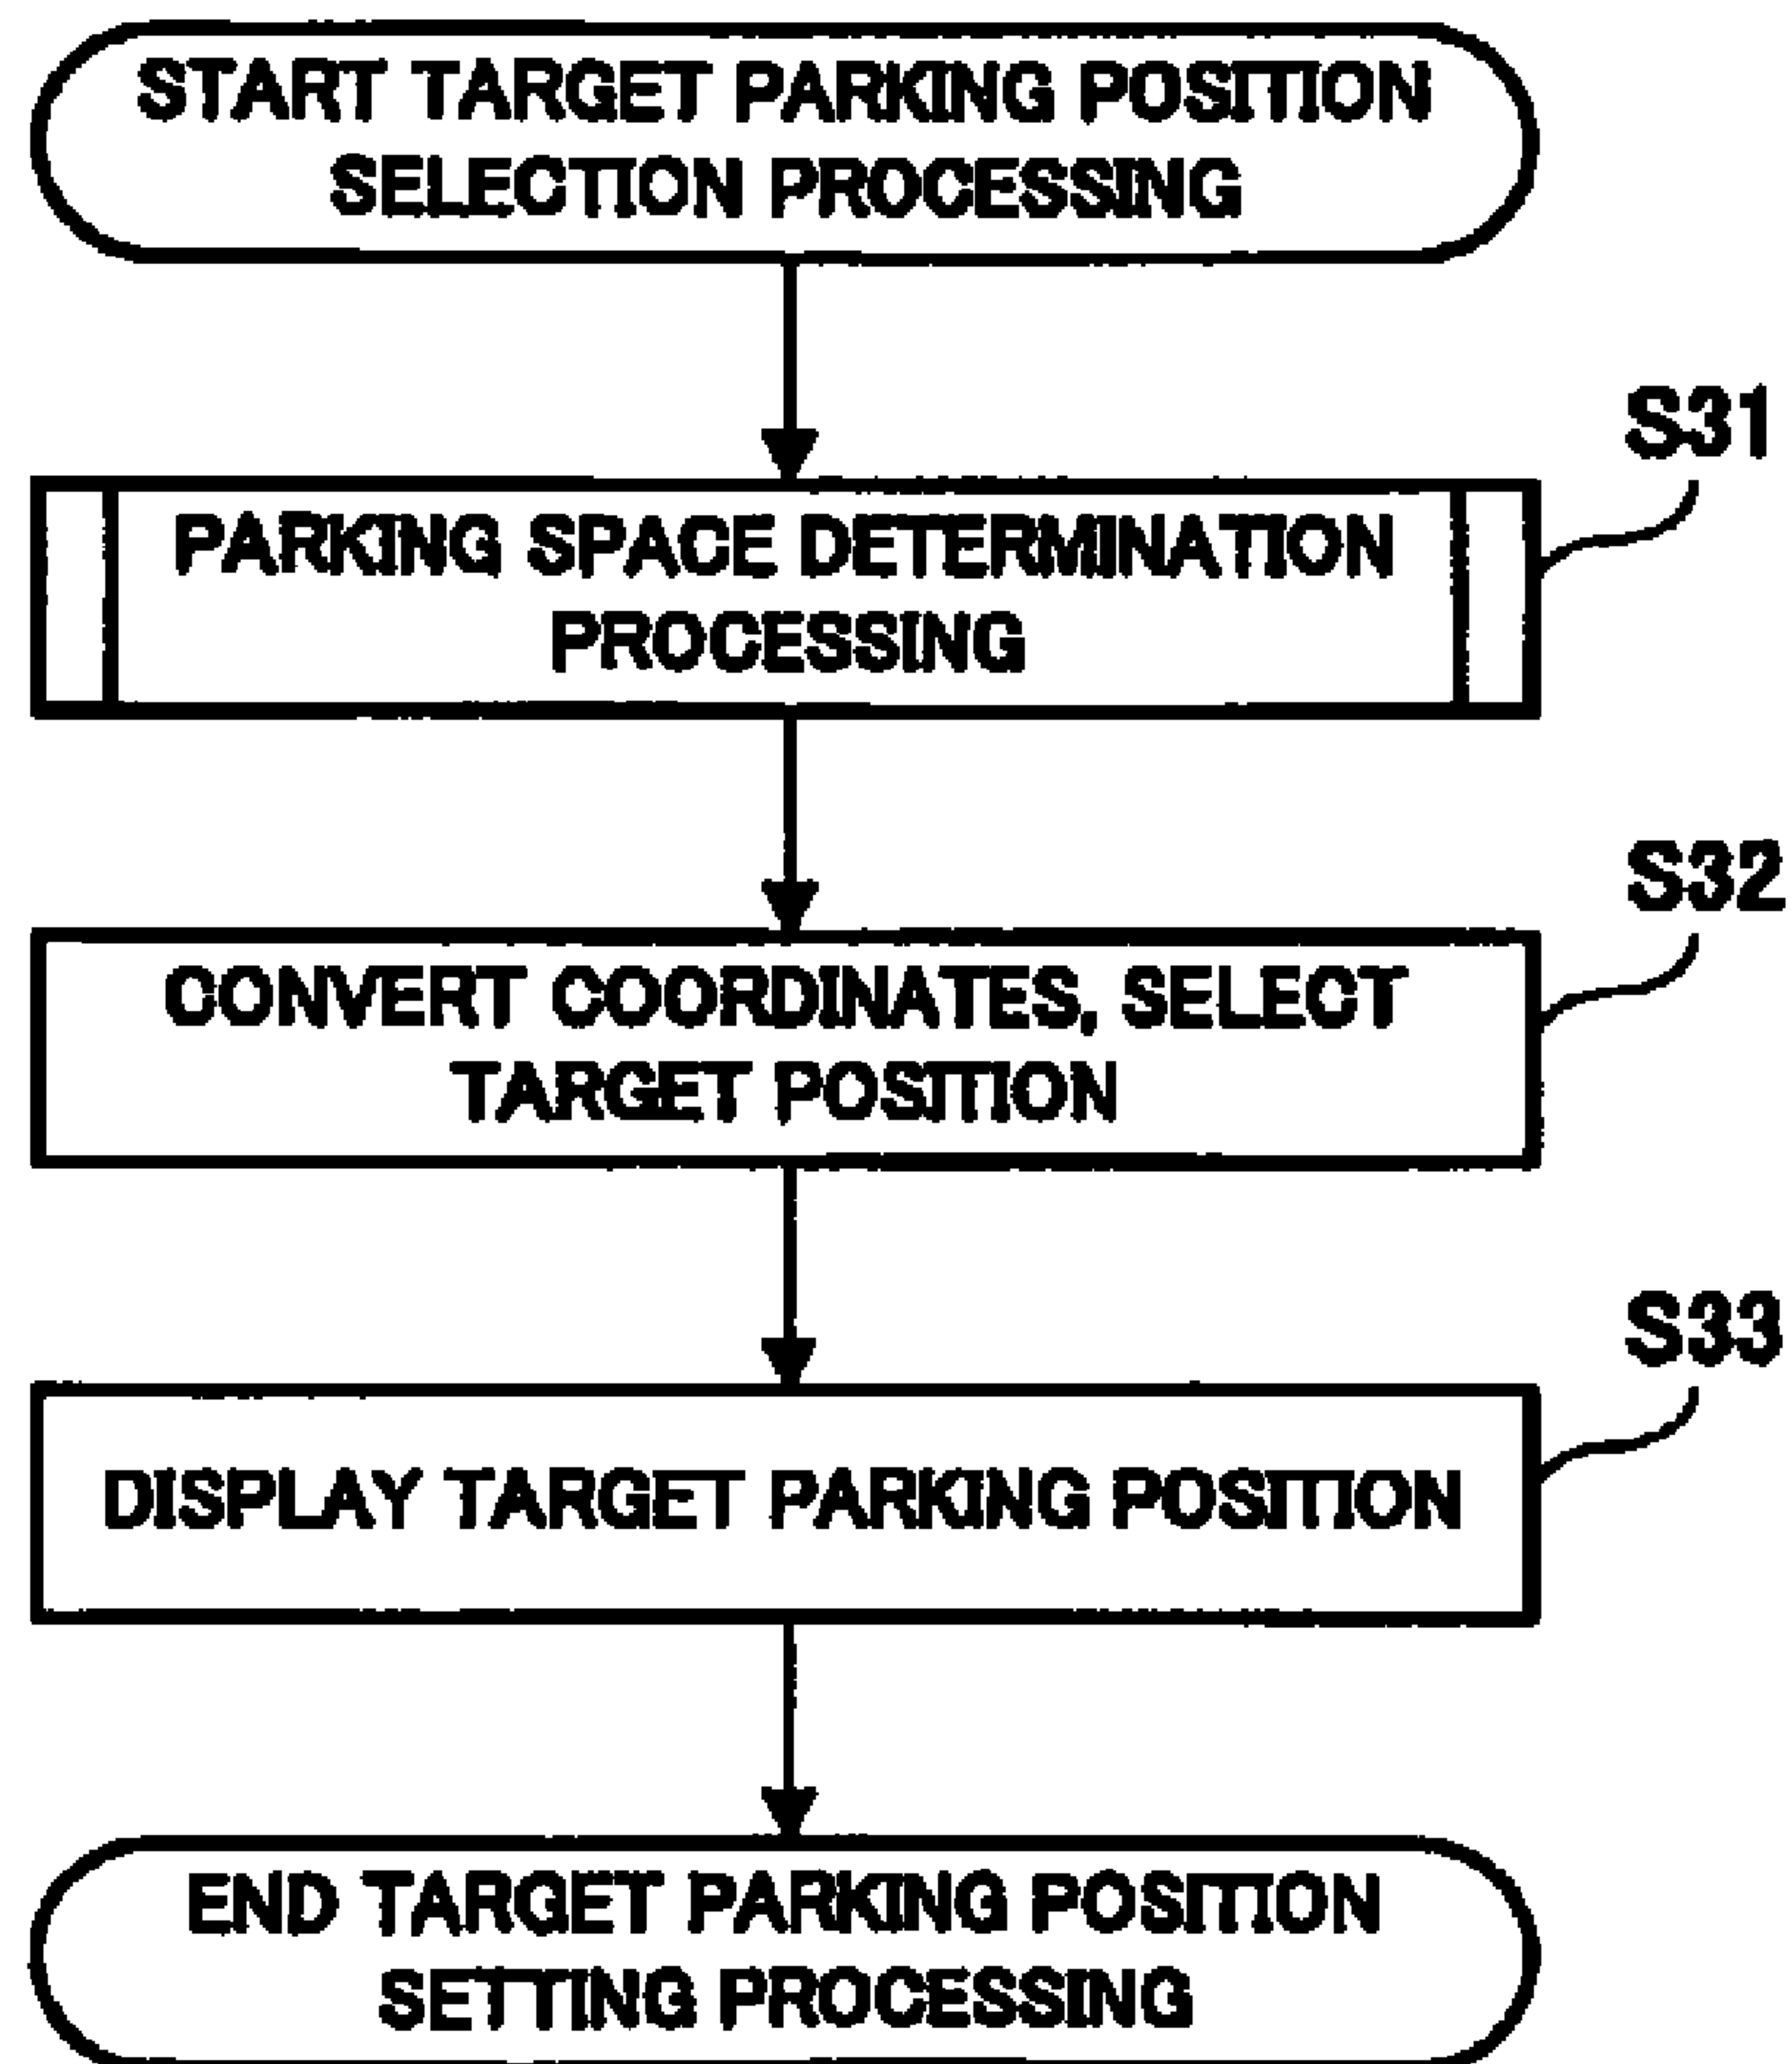 START TARGET PARKING POSITION
SELECTION PROCESSING
S31
PARKING SPACE DETERMINATION
PROCESSING
S32
CONVERT COORDINATES, SELECT
TARGET POSITION
S33
DISPLAY TARGET PARKING POSITION
END TARGET PARKING POSITION
SETTING PROCESSING